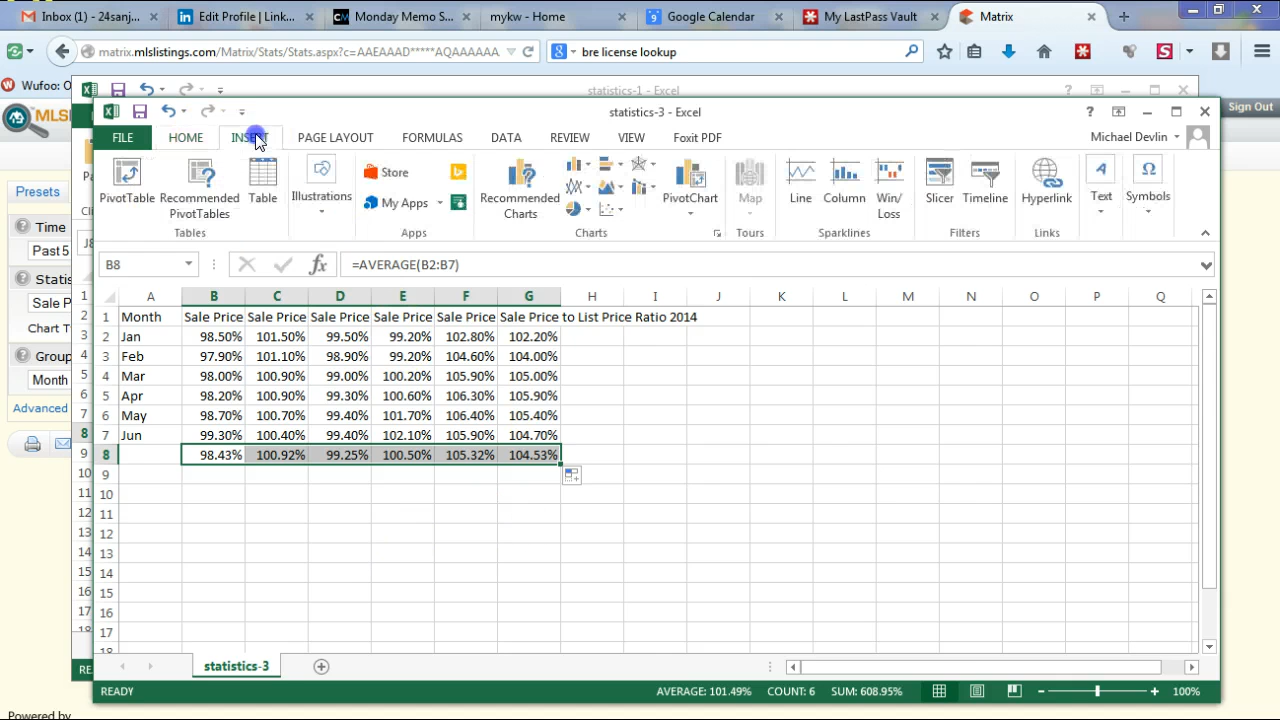 Inbox (1) - 24sanj... Edit Profile | Link... Monday Memo S... mykw - Home Google Calendar My LastPass Vault Matrix
matrix.mlslistings.com/Matrix/Stats/Stats.aspx?c=AAEAAAD*****AQAAAAAA... bre license lookup
Wufoo: O
statistics-1 - Excel
statistics-3 - Excel
MLSL Sign Out
FILE HOME INSERT PAGE LAYOUT FORMULAS DATA REVIEW VIEW Foxit PDF Michael Devlin
PivotTable Recommended PivotTables Table Illustrations Store My Apps Recommended Charts PivotChart Map Line Column Win/Loss Slicer Timeline Hyperlink Text Symbols
Tables Apps Charts Tours Sparklines Filters Links
Presets
Time
Past 5
Statis
Sale P
Chart T
Group
Month
Advanced
B8 =AVERAGE(B2:B7)
A B C D E F G H I J K L M N O P Q
1 Month Sale Price Sale Price Sale Price Sale Price Sale Price Sale Price to List Price Ratio 2014
2 Jan 98.50% 101.50% 99.50% 99.20% 102.80% 102.20%
3 Feb 97.90% 101.10% 98.90% 99.20% 104.60% 104.00%
4 Mar 98.00% 100.90% 99.00% 100.20% 105.90% 105.00%
5 Apr 98.20% 100.90% 99.30% 100.60% 106.30% 105.90%
6 May 98.70% 100.70% 99.40% 101.70% 106.40% 105.40%
7 Jun 99.30% 100.40% 99.40% 102.10% 105.90% 104.70%
8 98.43% 100.92% 99.25% 100.50% 105.32% 104.53%
9
10
11
12
13
14
15
16
17
18
statistics-3
READY AVERAGE: 101.49% COUNT: 6 SUM: 608.95% 100%
Powered by